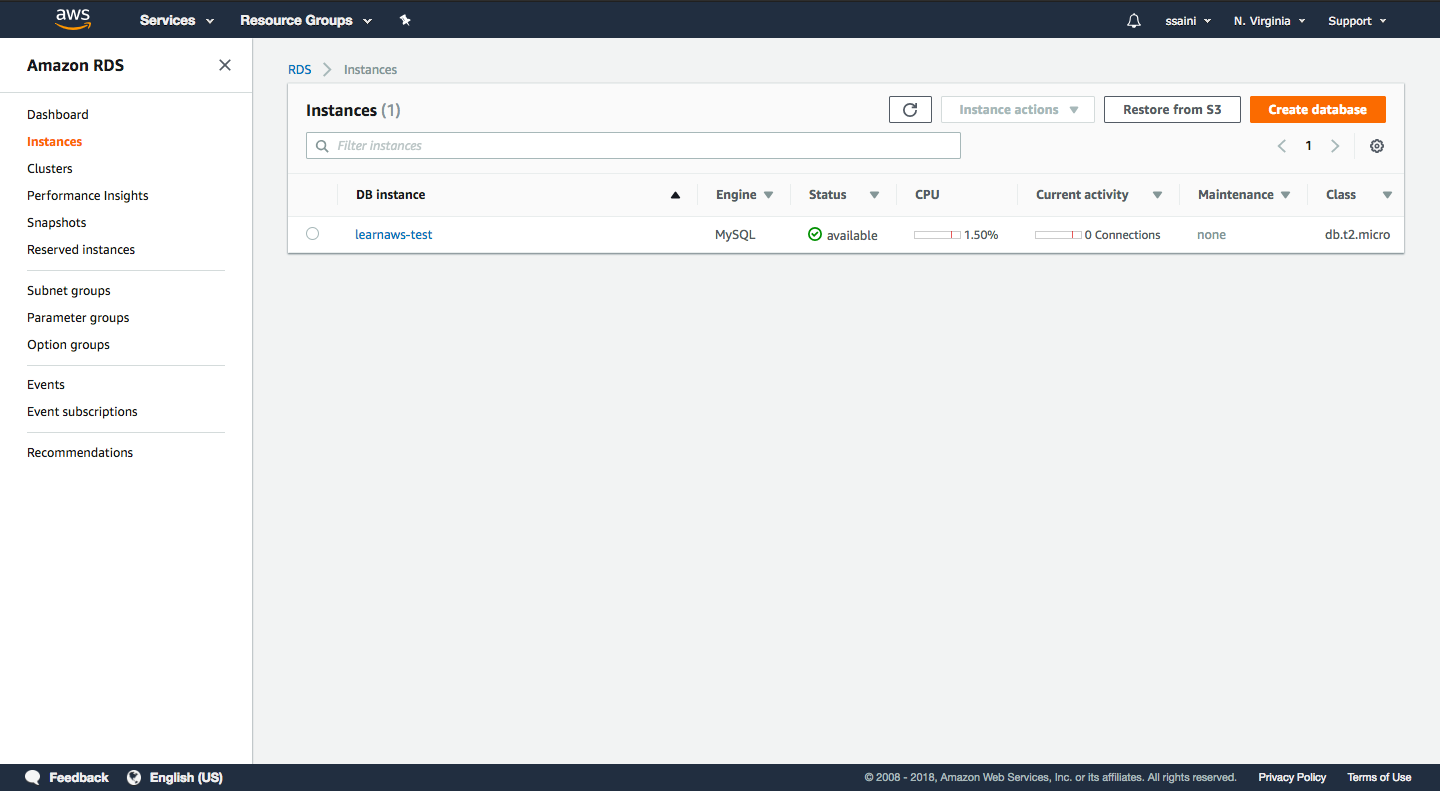 aws Services Resource Groups ssaini N. Virginia Support
Amazon RDS
Dashboard
Instances
Clusters
Performance Insights
Snapshots
Reserved instances
Subnet groups
Parameter groups
Option groups
Events
Event subscriptions
Recommendations
RDS Instances
Instances (1) Instance actions Restore from S3 Create database
Filter instances 1
DB instance Engine Status CPU Current activity Maintenance Class
learnaws-test MySQL available 1.50% 0 Connections none db.t2.micro
Feedback English (US) © 2008 - 2018, Amazon Web Services, Inc. or its affiliates. All rights reserved. Privacy Policy Terms of Use